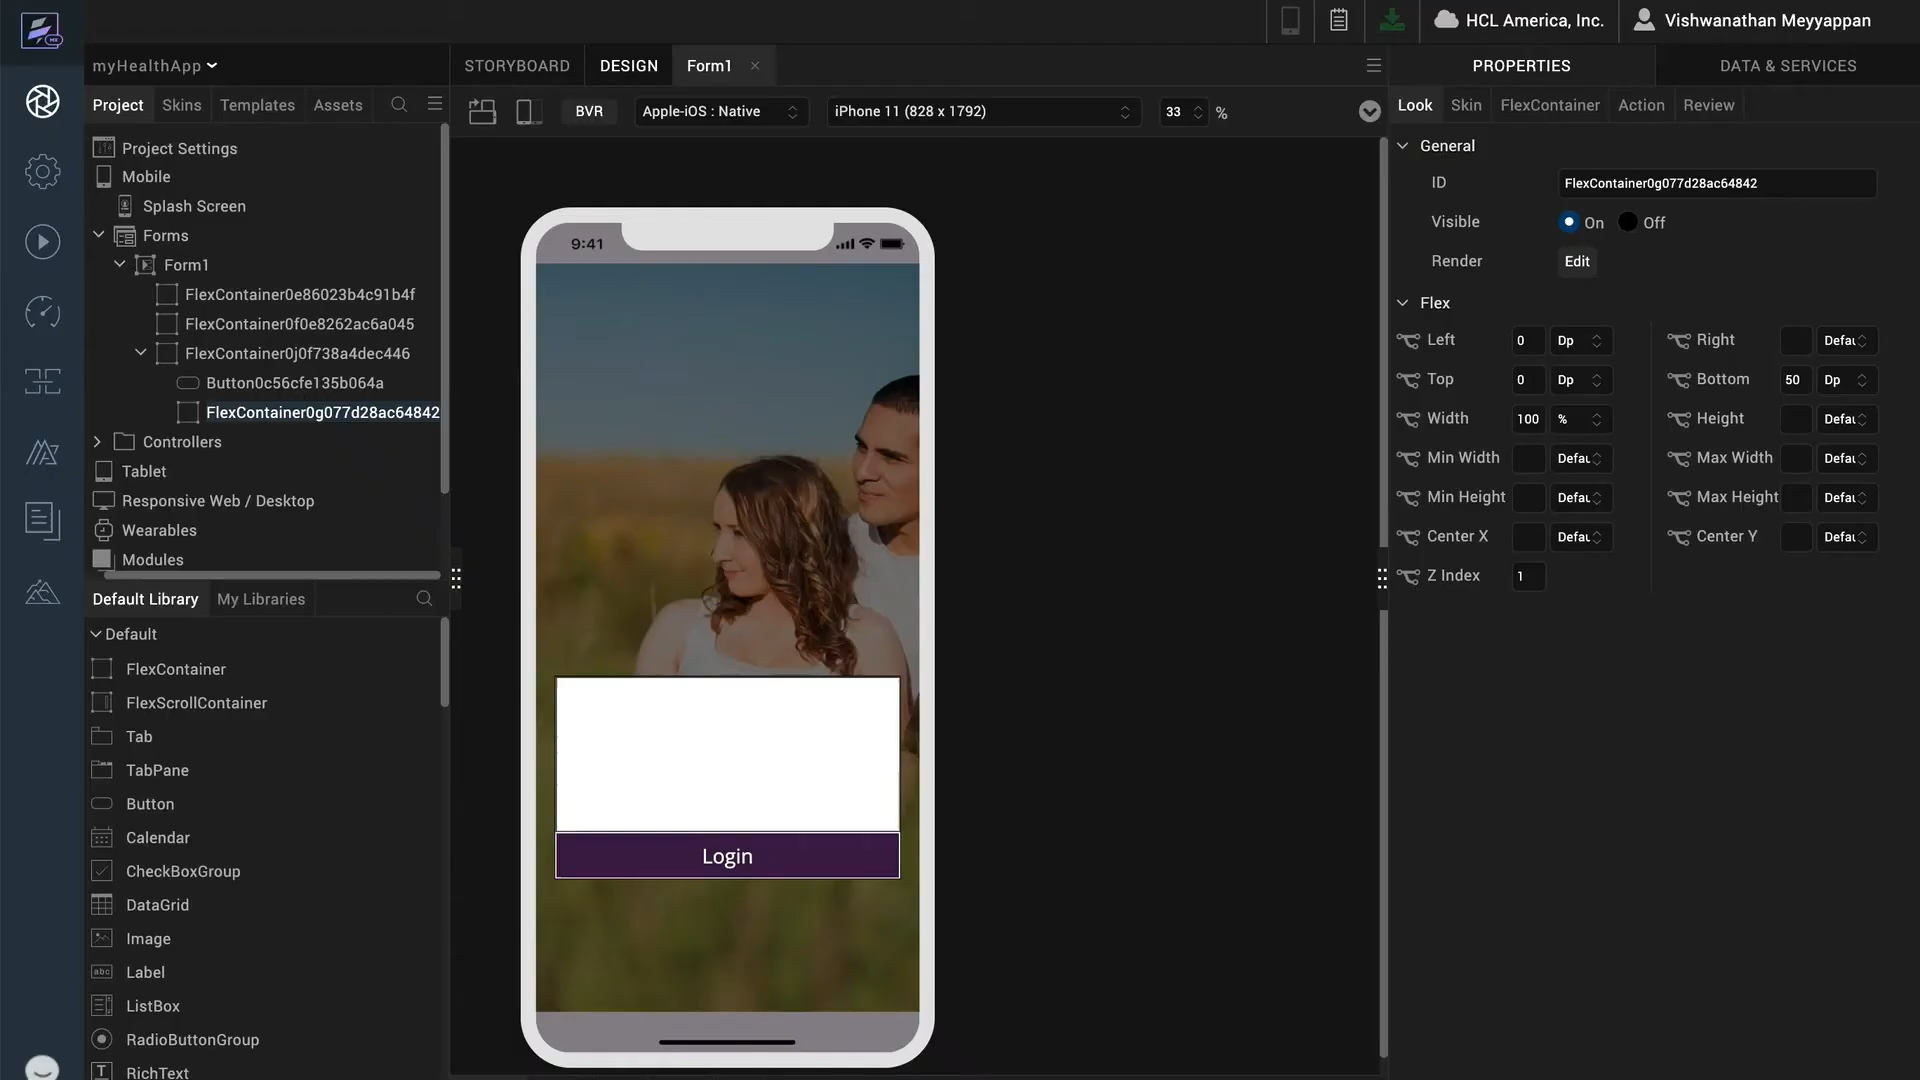 HCL America, Inc.
Vishwanathan Meyyappan
myHealthApp
STORYBOARD
DESIGN
Form1
PROPERTIES
DATA & SERVICES
Project
Skins
Templates
Assets
BVR
Apple-iOS : Native
iPhone 11 (828 x 1792)
33
%
Look
Skin
FlexContainer
Action
Review
Project Settings
Mobile
Splash Screen
Forms
Form1
FlexContainer0e86023b4c91b4f
FlexContainer0f0e8262ac6a045
FlexContainer0j0f738a4dec446
Button0c56cfe135b064a
FlexContainer0g077d28ac64842
Controllers
Tablet
Responsive Web / Desktop
Wearables
Modules
Default Library
My Libraries
Default
FlexContainer
FlexScrollContainer
Tab
TabPane
Button
Calendar
CheckBoxGroup
DataGrid
Image
abc Label
ListBox
RadioButtonGroup
T RichText
9:41
Login
General
ID
FlexContainer0g077d28ac64842
Visible
On
Off
Render
Edit
Flex
Left 0 Dp
Right Defau
Top 0 Dp
Bottom 50 Dp
Width 100 %
Height Defau
Min Width Defau
Max Width Defau
Min Height Defau
Max Height Defau
Center X Defau
Center Y Defau
Z Index 1